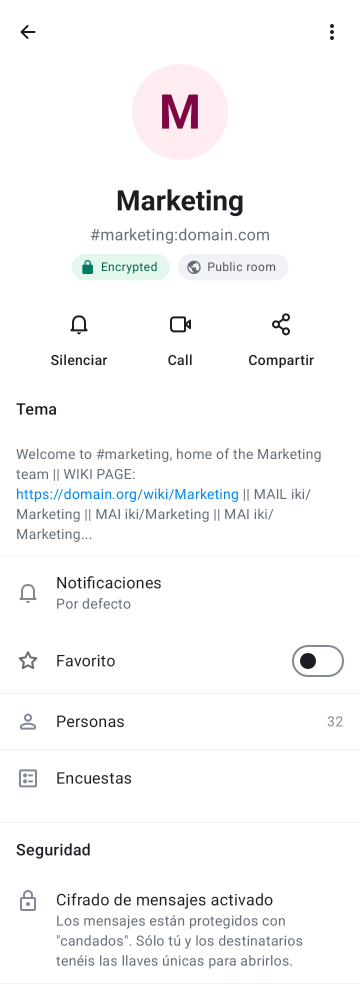 M
Marketing
#marketing:domain.com
Encrypted
Public room
Silenciar
Call
Compartir
Tema
Welcome to #marketing, home of the Marketing
team || WIKI PAGE:
https://domain.org/wiki/Marketing || MAIL iki/
Marketing || MAI iki/Marketing || MAI iki/
Marketing...
Notificaciones
Por defecto
Favorito
Personas
32
Encuestas
Seguridad
Cifrado de mensajes activado
Los mensajes están protegidos con
"candados". Sólo tú y los destinatarios
tenéis las llaves únicas para abrirlos.